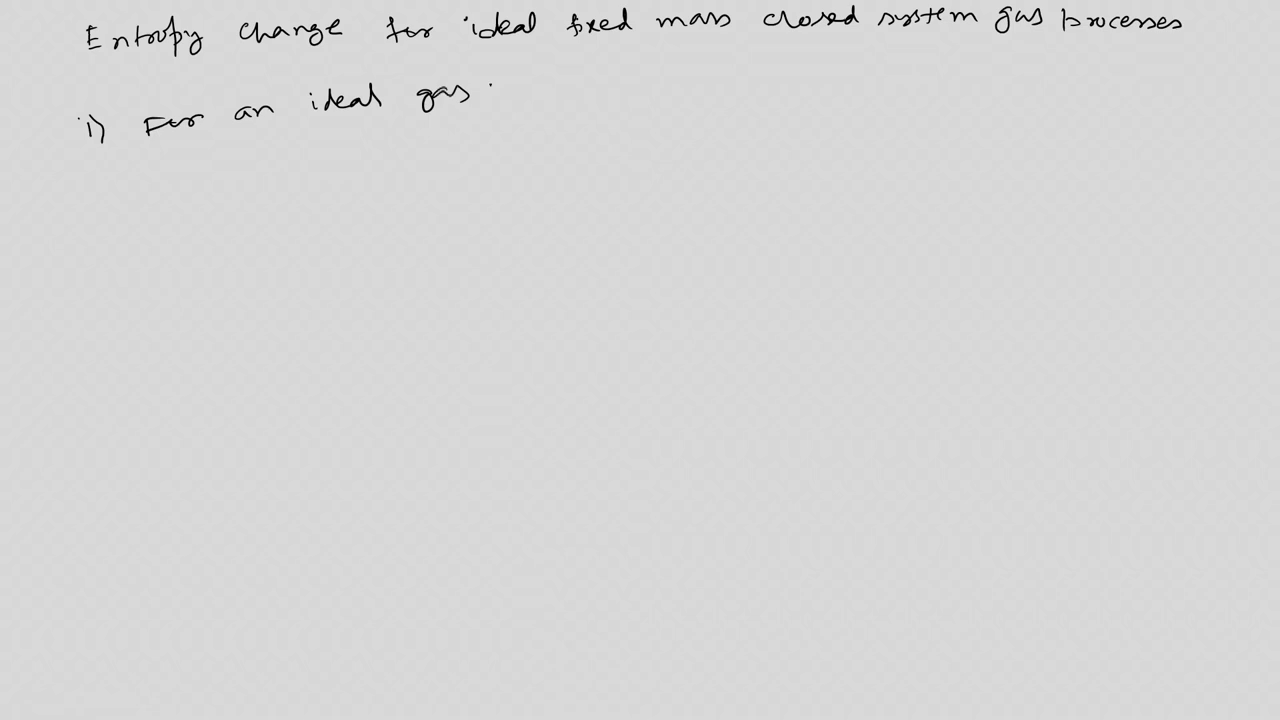 Entropy change for ideal fixed mass closed system gas processes
i) For an ideal gas.